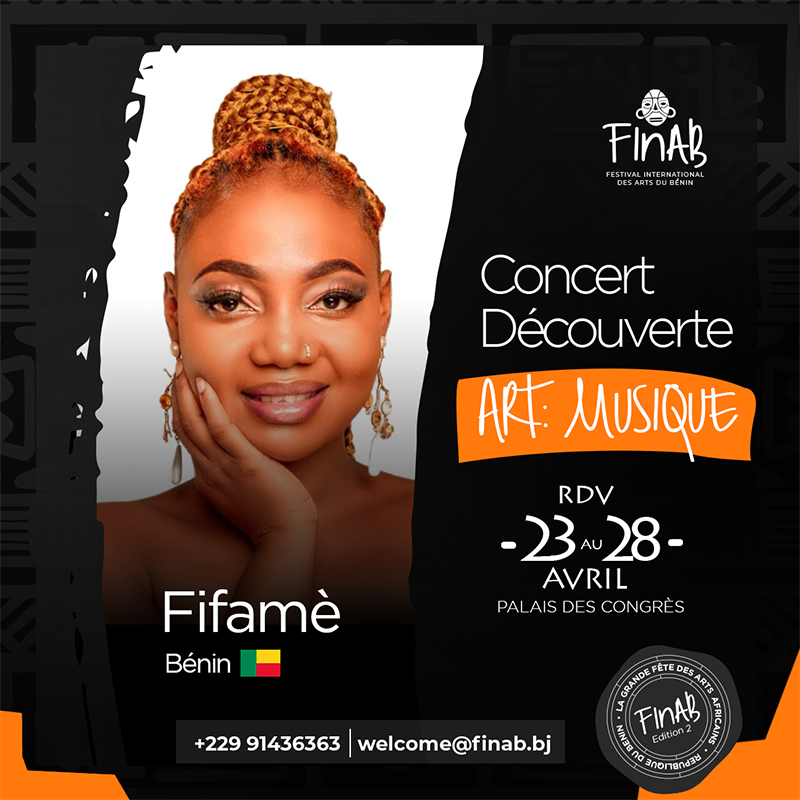 FInAB
FESTIVAL INTERNATIONAL
DES ARTS DU BÉNIN
Concert
Découverte
ART: MUSIQUE
RDV
-23 AU 28-
AVRIL
PALAIS DES CONGRÈS
Fifamè
Bénin
+229 91436363 | welcome@finab.bj
LA GRANDE FÊTE DES ARTS AFRICAINS
FInAB
Edition 2
RÉPUBLIQUE DU BENIN